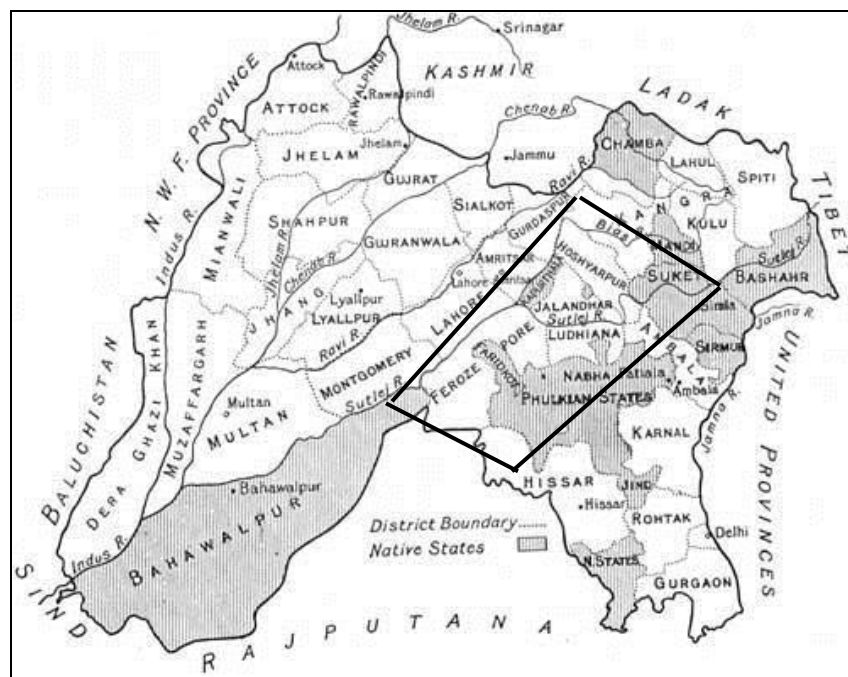 Jhelum R.
Srinagar
KASHMIR
Attock
ATTOCK
RAWALPINDI
Rawalpindi
N.W.F. PROVINCE
LADAK
Chenab R.
JHELAM
Jhelam
Jammu
CHAMBA
LAHUL
SPITI
TIBET
Indus R.
MIANWALI
GUJRAT
SIALKOT
Ravi R.
GURDASPUR
KANGRA
KULU
SHAHPUR
Jhelam R.
GUJRANWALA
Chenab R.
Bias R.
MANDI
SUKET
Sutlej R.
BASHAHR
AMRITSAR
HOSHYARPUR
KAPURTHALA
Lahore
Amritsar
LAHORE
JHANG
Lyallpur
LYALLPUR
JALANDHAR
Sutlej R.
Simla
Jamna R.
Ravi R.
LUDHIANA
AMBALA
SIRMUR
BALUCHISTAN
DERA GHAZI KHAN
MUZAFFARGARH
MONTGOMERY
Sutlej R.
FEROZE PORE
FARIDKOT
NABHA
Patiala
Ambala
PHULKIAN STATES
Multan
MULTAN
KARNAL
Jamna R.
UNITED PROVINCES
HISSAR
Hissar
JIND
Bahawalpur
BAHAWALPUR
ROHTAK
Delhi
District Boundary
Native States
N. STATES
GURGAON
Indus R.
SIND
RAJPUTANA